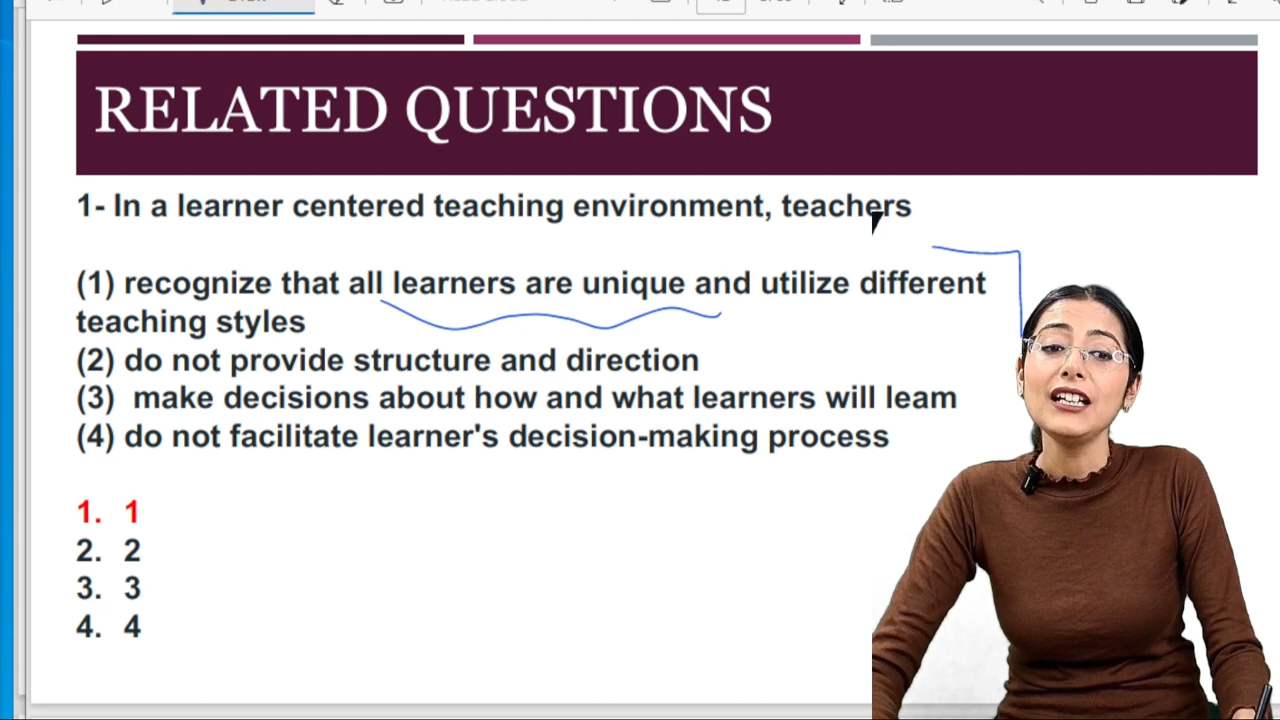 RELATED QUESTIONS
1- In a learner centered teaching environment, teachers
(1) recognize that all learners are unique and utilize different
teaching styles
(2) do not provide structure and direction
(3) make decisions about how and what learners will leam
(4) do not facilitate learner's decision-making process
1. 1
2. 2
3. 3
4. 4